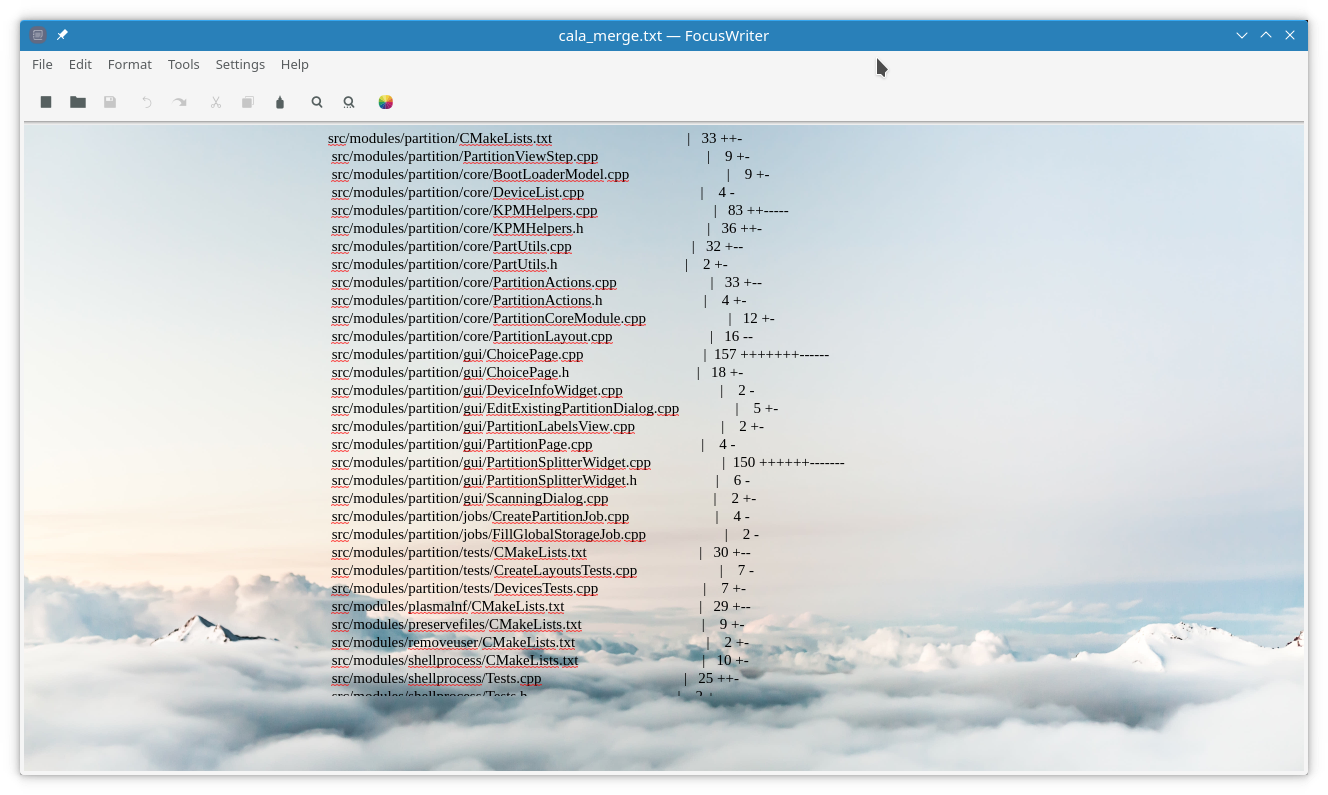 cala_merge.txt — FocusWriter
File Edit Format Tools Settings Help
src/modules/partition/CMakeLists.txt | 33 ++-
src/modules/partition/PartitionViewStep.cpp | 9 +-
src/modules/partition/core/BootLoaderModel.cpp | 9 +-
src/modules/partition/core/DeviceList.cpp | 4 -
src/modules/partition/core/KPMHelpers.cpp | 83 ++-----
src/modules/partition/core/KPMHelpers.h | 36 ++-
src/modules/partition/core/PartUtils.cpp | 32 +--
src/modules/partition/core/PartUtils.h | 2 +-
src/modules/partition/core/PartitionActions.cpp | 33 +--
src/modules/partition/core/PartitionActions.h | 4 +-
src/modules/partition/core/PartitionCoreModule.cpp | 12 +-
src/modules/partition/core/PartitionLayout.cpp | 16 --
src/modules/partition/gui/ChoicePage.cpp | 157 +++++++------
src/modules/partition/gui/ChoicePage.h | 18 +-
src/modules/partition/gui/DeviceInfoWidget.cpp | 2 -
src/modules/partition/gui/EditExistingPartitionDialog.cpp | 5 +-
src/modules/partition/gui/PartitionLabelsView.cpp | 2 +-
src/modules/partition/gui/PartitionPage.cpp | 4 -
src/modules/partition/gui/PartitionSplitterWidget.cpp | 150 ++++++-------
src/modules/partition/gui/PartitionSplitterWidget.h | 6 -
src/modules/partition/gui/ScanningDialog.cpp | 2 +-
src/modules/partition/jobs/CreatePartitionJob.cpp | 4 -
src/modules/partition/jobs/FillGlobalStorageJob.cpp | 2 -
src/modules/partition/tests/CMakeLists.txt | 30 +--
src/modules/partition/tests/CreateLayoutsTests.cpp | 7 -
src/modules/partition/tests/DevicesTests.cpp | 7 +-
src/modules/plasmalnf/CMakeLists.txt | 29 +--
src/modules/preservefiles/CMakeLists.txt | 9 +-
src/modules/removeuser/CMakeLists.txt | 2 +-
src/modules/shellprocess/CMakeLists.txt | 10 +-
src/modules/shellprocess/Tests.cpp | 25 ++-
src/modules/shellprocess/Tests.h | 2 +